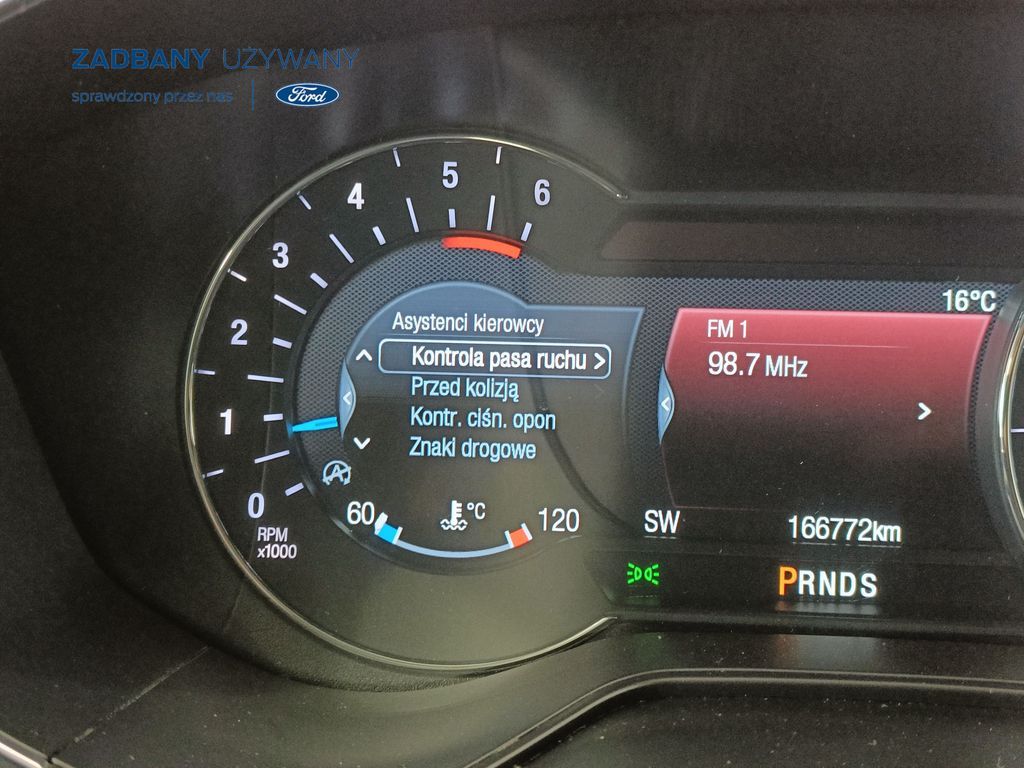 ZADBANY UŻYWANY
sprawdzony przez nas
Ford
0
1
2
3
4
5
6
RPM
x1000
A
Asystenci kierowcy
Kontrola pasa ruchu
Przed kolizją
Kontr. ciśn. opon
Znaki drogowe
60
°C
120
16°C
FM 1
98.7 MHz
SW
166772km
PRNDS